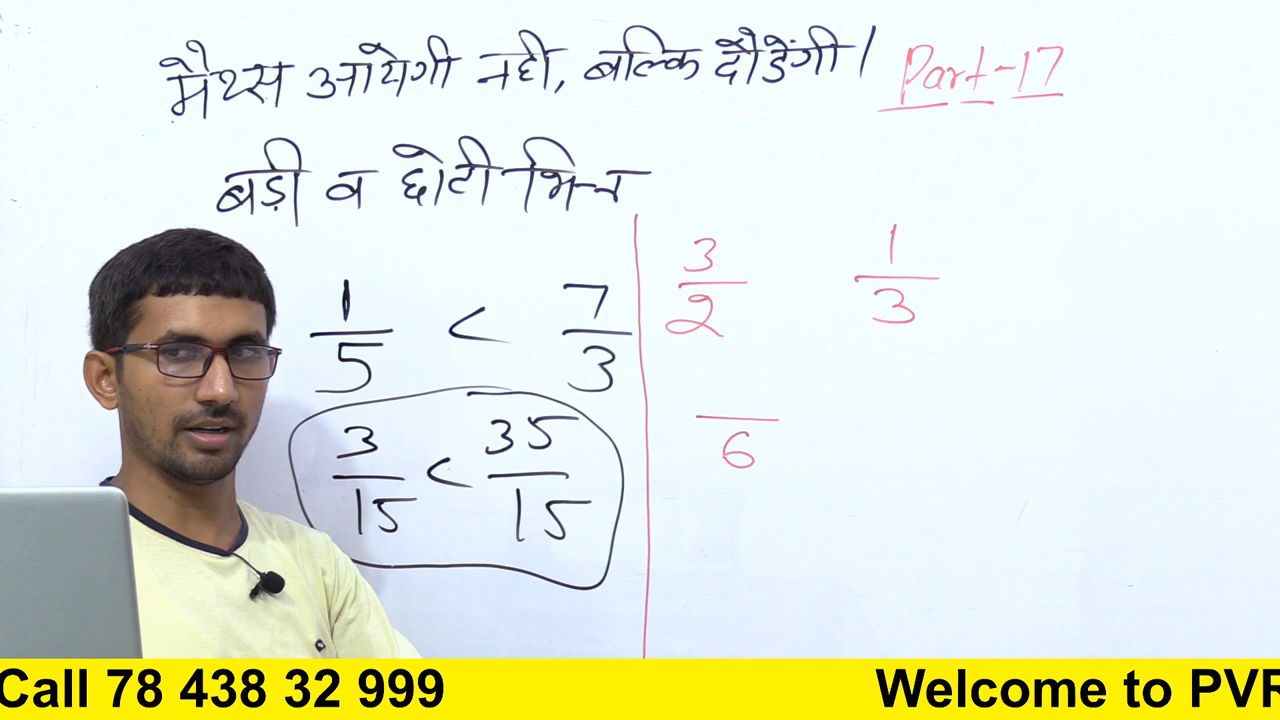 मैथ्स आयेगी नही, बल्कि दौडेंगी। Part-17
बड़ी व छोटी भिन्न
1/5 < 7/3
3/15 < 35/15
3/2 1/3
/6
Call 78 438 32 999 Welcome to PVR